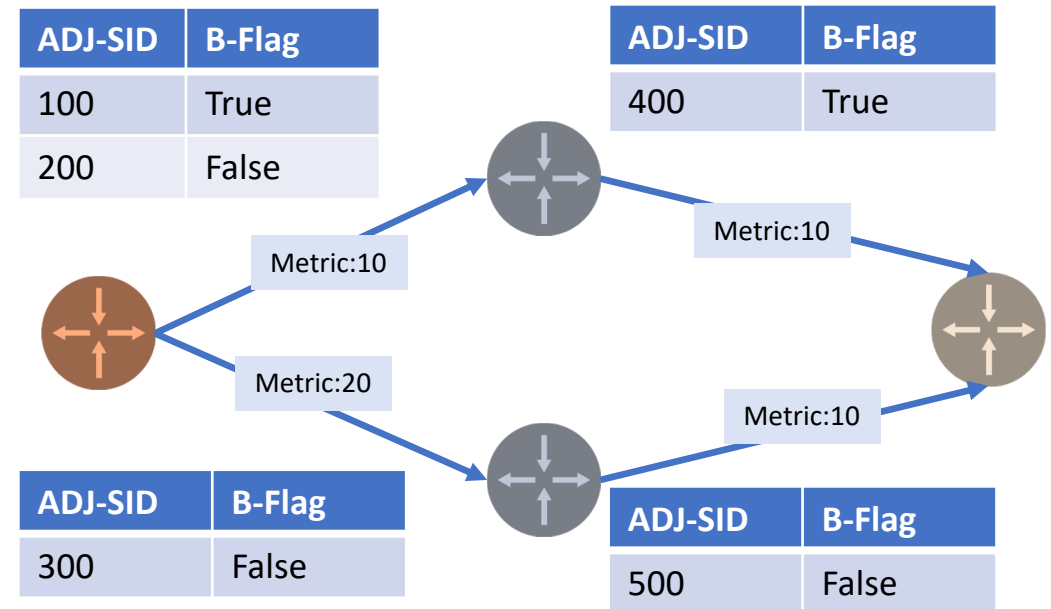 ADJ-SID B-Flag
100 True
200 False
ADJ-SID B-Flag
400 True
Metric:10
Metric:10
Metric:20
Metric:10
ADJ-SID B-Flag
300 False
ADJ-SID B-Flag
500 False